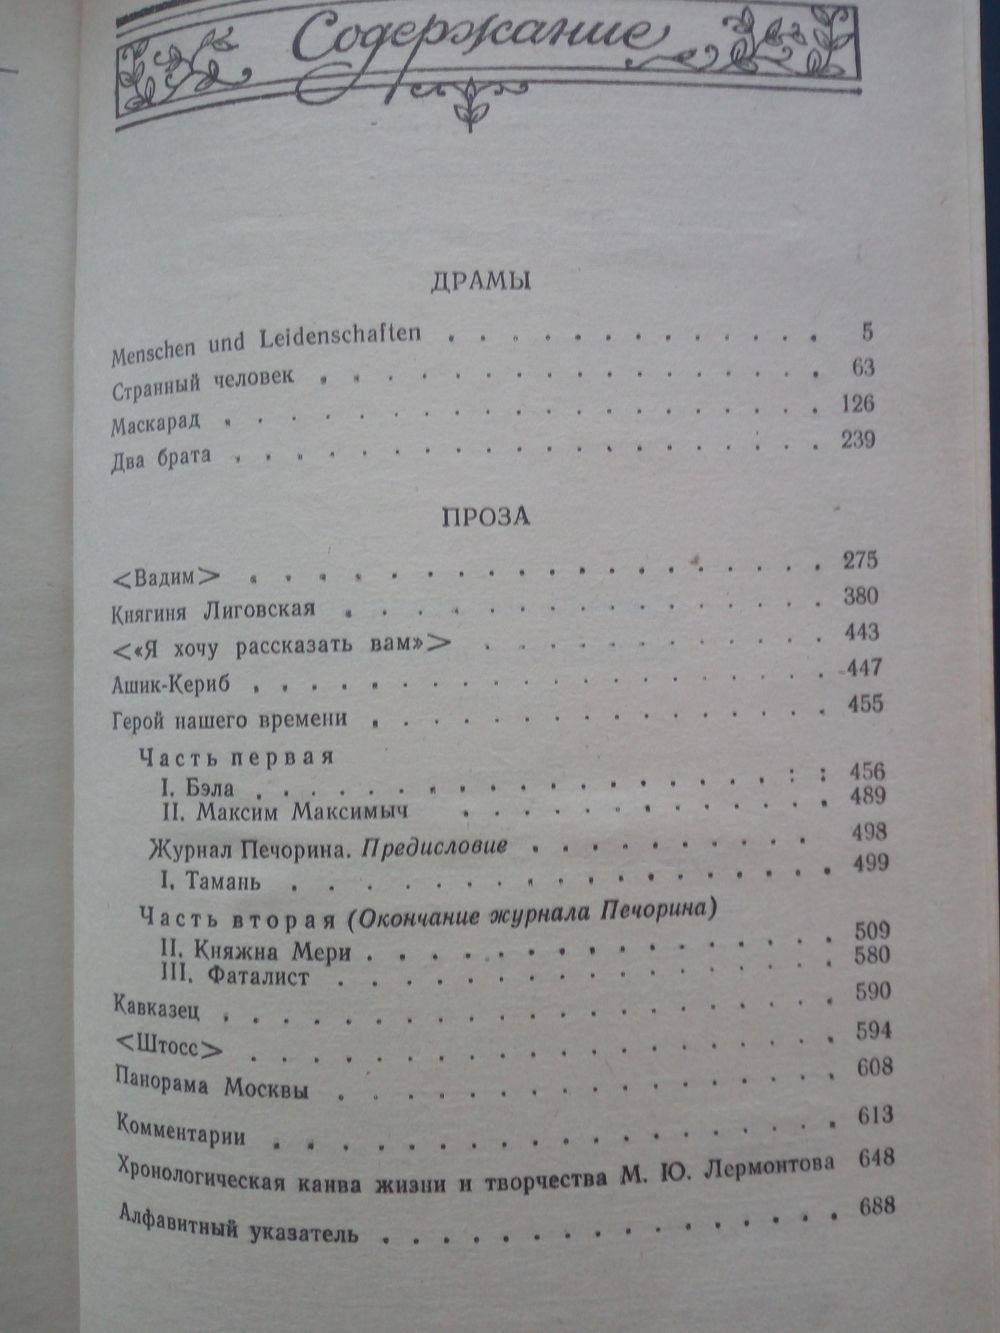 Содержание
ДРАМЫ
Menschen und Leidenschaften . . . . . . . . . . . . 5
Странный человек . . . . . . . . . . . . . . . 63
Маскарад . . . . . . . . . . . . . . . . . . 126
Два брата . . . . . . . . . . . . . . . . . . 239
ПРОЗА
<Вадим> . . . . . . . . . . . . . . . . . 275
Княгиня Лиговская . . . . . . . . . . . . . . 380
<«Я хочу рассказать вам»> . . . . . . . . . . 443
Ашик-Кериб . . . . . . . . . . . . . . . . . 447
Герой нашего времени . . . . . . . . . . . . . 455
Часть первая
I. Бэла . . . . . . . . . . . . . . . . : : 456
II. Максим Максимыч . . . . . . . . . . . . 489
Журнал Печорина. Предисловие . . . . . . . . . 498
I. Тамань . . . . . . . . . . . . . . . 499
Часть вторая (Окончание журнала Печорина)
II. Княжна Мери . . . . . . . . . . . . . . . 509
III. Фаталист . . . . . . . . . . . . . . . 580
Кавказец . . . . . . . . . . . . . . . . . . 590
<Штосс> . . . . . . . . . . . . . . . . . . 594
Панорама Москвы . . . . . . . . . . . . . . . 608
Комментарии . . . . . . . . . . . . . . . . . 613
Хронологическая канва жизни и творчества М. Ю. Лермонтова 648
Алфавитный указатель . . . . . . . . . . . . . . . 688